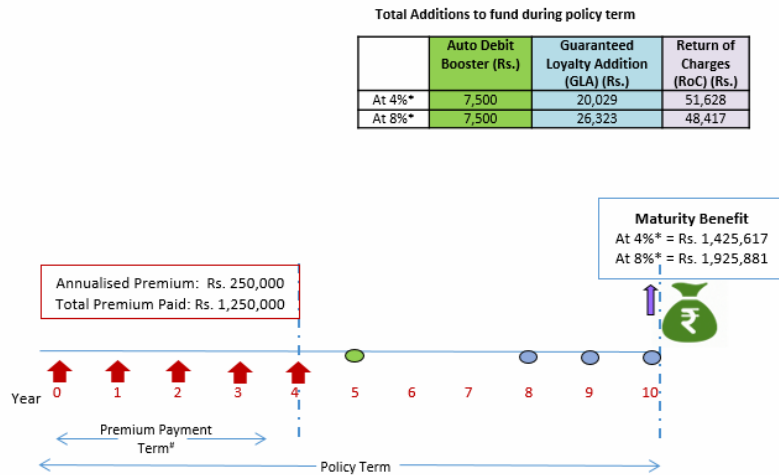 Total Additions to fund during policy term
Auto Debit Booster (Rs.)
Guaranteed Loyalty Addition (GLA) (Rs.)
Return of Charges (RoC) (Rs.)
At 4%* 7,500 20,029 51,628
At 8%* 7,500 26,323 48,417
Maturity Benefit
At 4%* = Rs. 1,425,617
At 8%* = Rs. 1,925,881
Annualised Premium: Rs. 250,000
Total Premium Paid: Rs. 1,250,000
₹
Year 0 1 2 3 4 5 6 7 8 9 10
Premium Payment
Term#
Policy Term